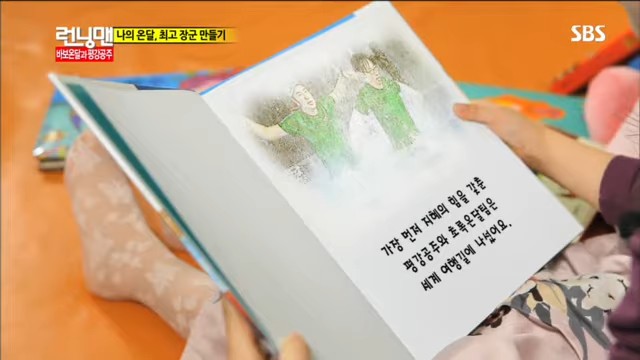 런닝맨
바보온달과 평강공주
나의 온달, 최고 장군 만들기
SBS
가장 먼저 지혜의 힘을 갖춘
평강공주와 초록온달팀은
세계 여행길에 나섰어요.